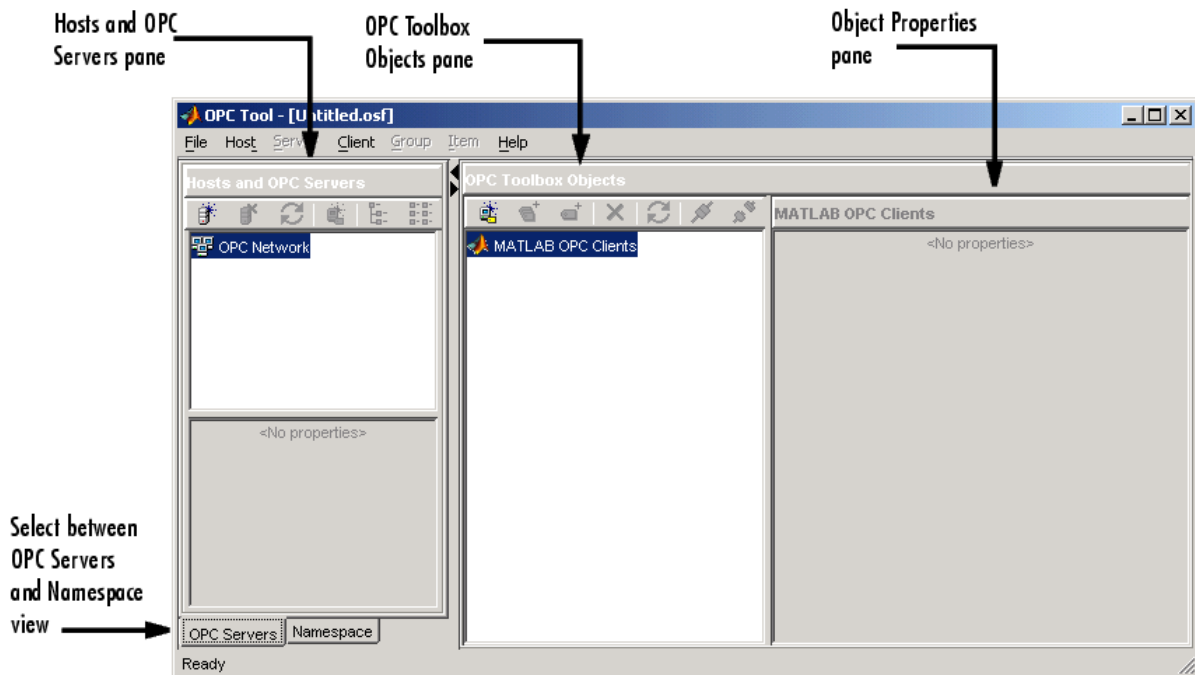 Hosts and OPC
Servers pane
OPC Toolbox
Objects pane
Object Properties
pane
OPC Tool - [Untitled.osf]
File Host Server Client Group Item Help
Hosts and OPC Servers
OPC Toolbox Objects
MATLAB OPC Clients
OPC Network
MATLAB OPC Clients
<No properties>
<No properties>
Select between
OPC Servers
and Namespace
view
OPC Servers Namespace
Ready